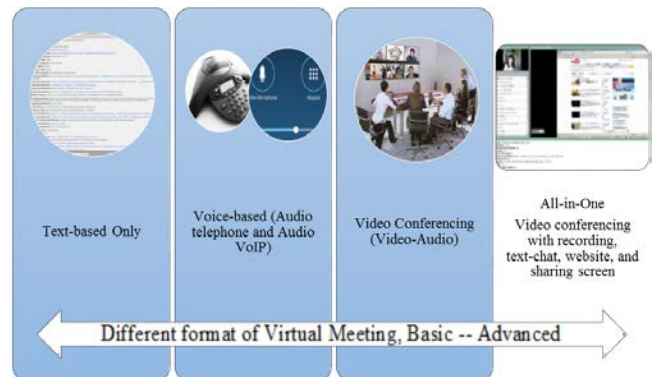 Text-based Only
Voice-based (Audio
telephone and Audio
VoIP)
Video Conferencing
(Video-Audio)
All-in-One
Video conferencing
with recording,
text-chat, website, and
sharing screen
Different format of Virtual Meeting, Basic -- Advanced